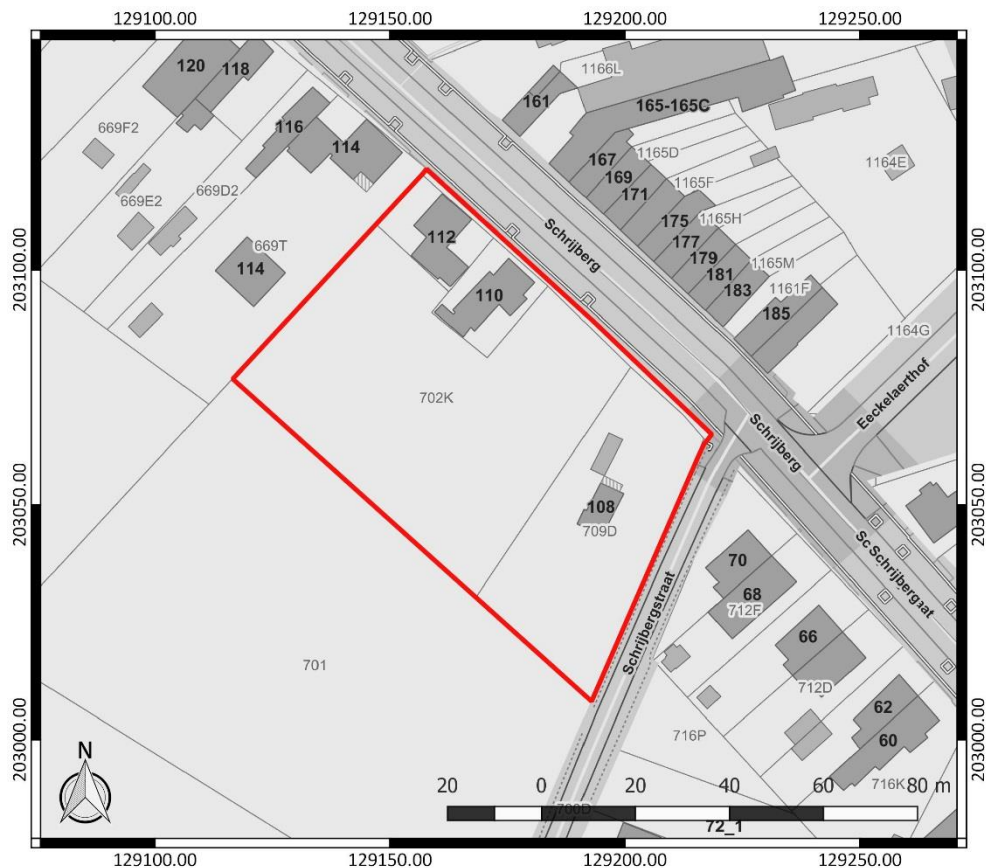 129100.00 129150.00 129200.00 129250.00
203100.00
203050.00
203000.00
203100.00
203050.00
203000.00
120
118
161
1166L
165-165C
669F2
116
114
167
169
171
1165D
1165F
1164E
669E2
669D2
669T
114
112
110
Schrijberg
175
177
179
181
183
1165H
1165M
1161F
185
1164G
Eeckelaerthof
702K
Schrijberg
108
709D
Schrijbergstraat
Sc Schrijbergaat
70
68
712F
66
712D
62
60
701
716P
716K
N
20 0 20 40 60 80 m
72_1
129100.00 129150.00 129200.00 129250.00